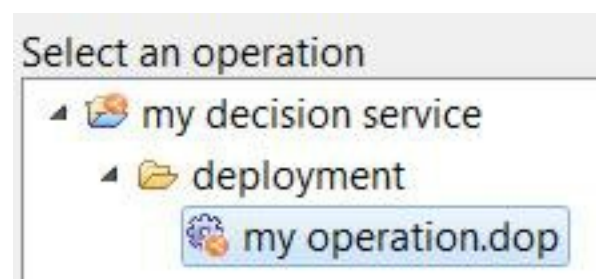 Select an operation
my decision service
deployment
my operation.dop